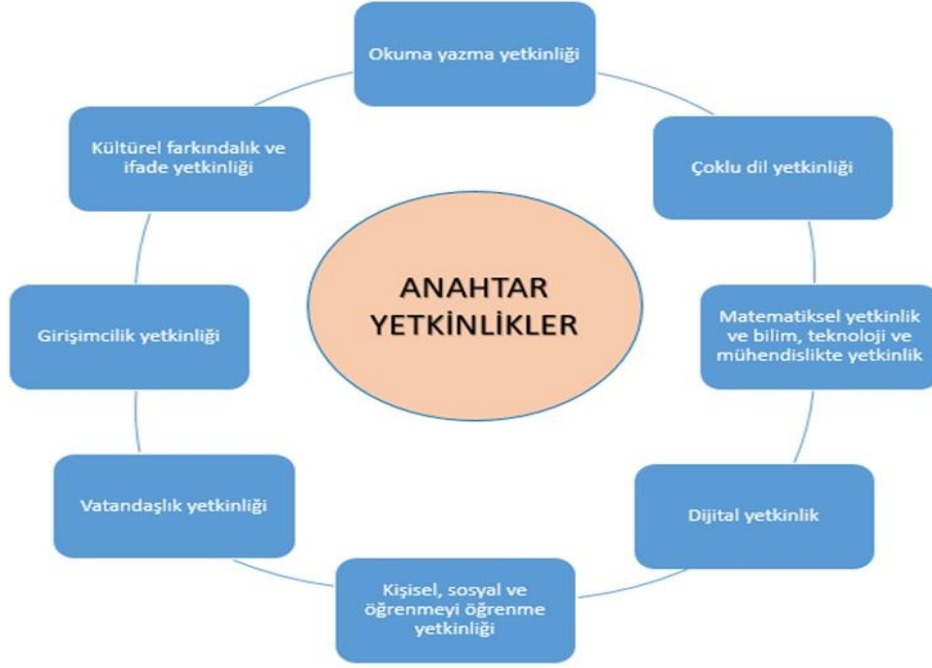 Okuma yazma yetkinliği
Çoklu dil yetkinliği
Matematiksel yetkinlik
ve bilim, teknoloji ve
mühendislikte yetkinlik
Dijital yetkinlik
Kişisel, sosyal ve
öğrenmeyi öğrenme
yetkinliği
Vatandaşlık yetkinliği
Girişimcilik yetkinliği
Kültürel farkındalık ve
ifade yetkinliği
ANAHTAR
YETKİNLİKLER